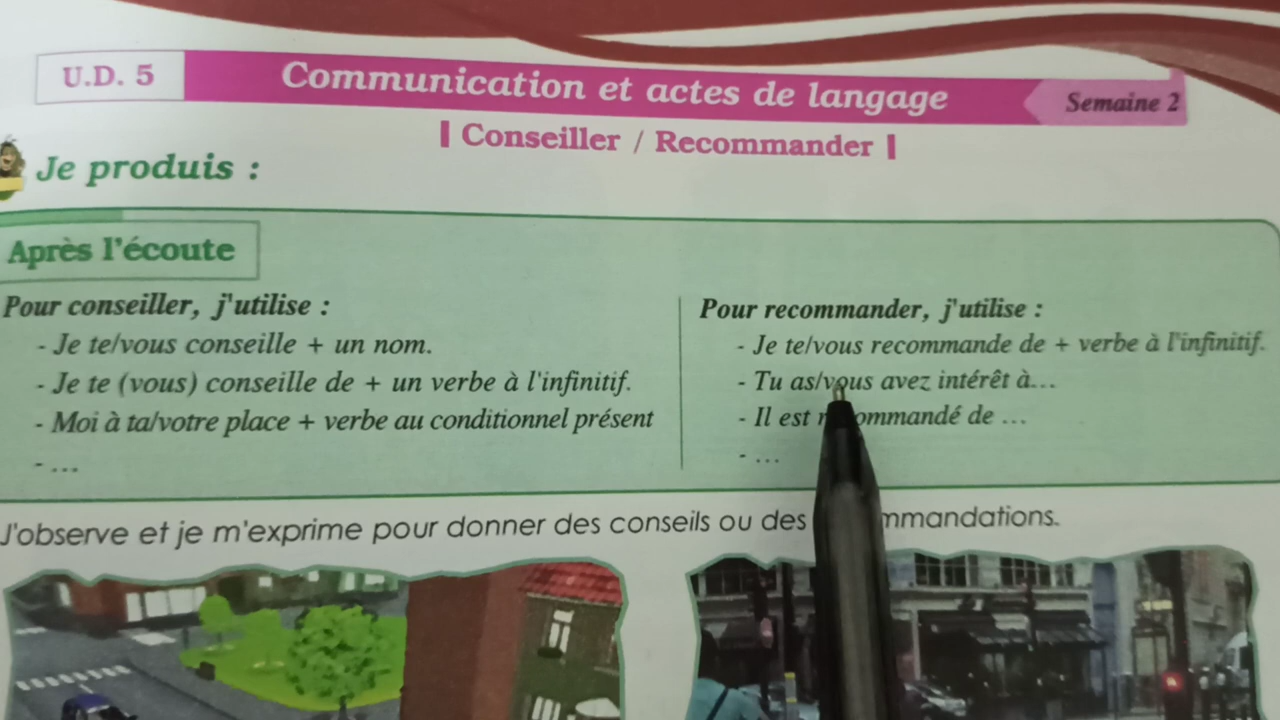 U.D. 5
Communication et actes de langage
Semaine 2
Conseiller / Recommander
Je produis :
Après l'écoute
Pour conseiller, j'utilise :
- Je te/vous conseille + un nom.
- Je te (vous) conseille de + un verbe à l'infinitif.
- Moi à ta/votre place + verbe au conditionnel présent
- ...
Pour recommander, j'utilise :
- Je te/vous recommande de + verbe à l'infinitif.
- Tu as/vous avez intérêt à...
- Il est recommandé de ...
- ...
J'observe et je m'exprime pour donner des conseils ou des